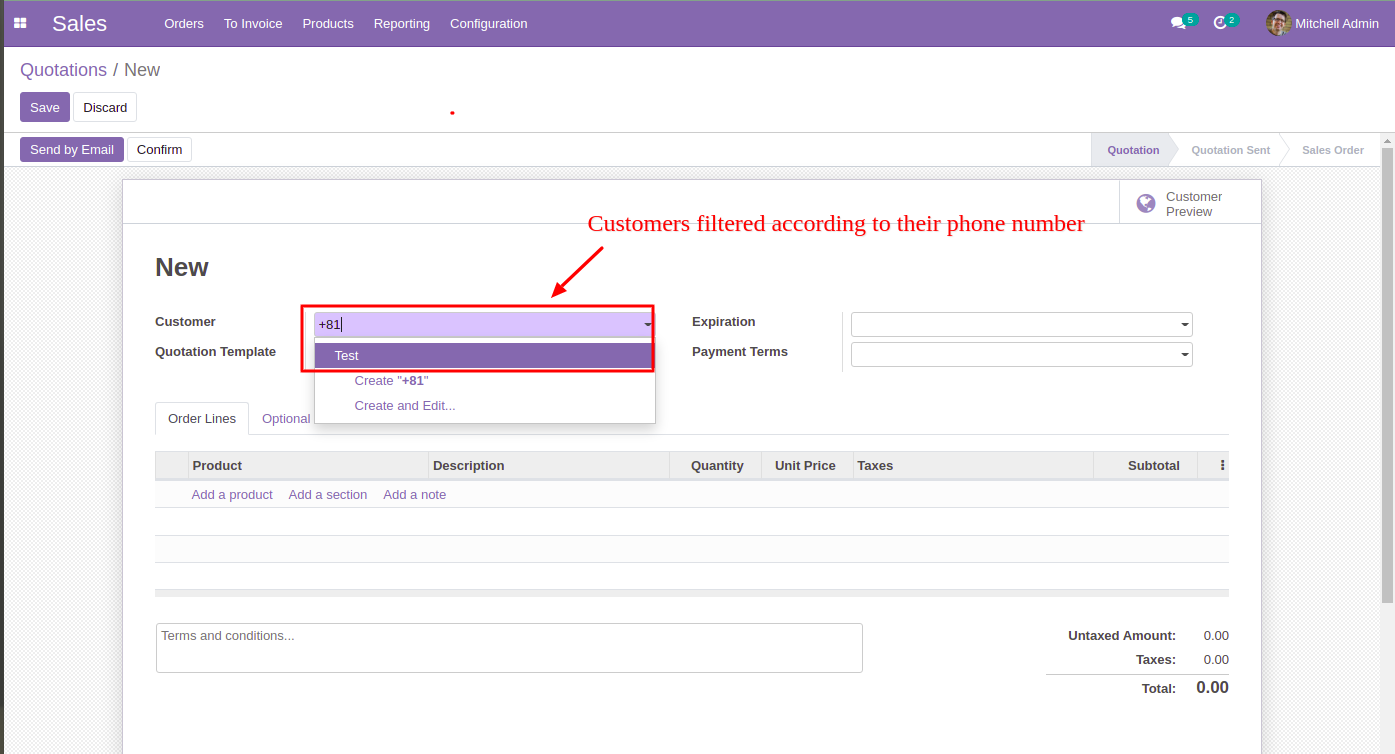 Sales Orders To Invoice Products Reporting Configuration 5 2 Mitchell Admin
Quotations / New
Save Discard
Send by Email Confirm Quotation Quotation Sent Sales Order
Customer
Preview
Customers filtered according to their phone number
New
Customer +81 Expiration
Quotation Template Test Payment Terms
Create "+81"
Create and Edit...
Order Lines Optional
Product Description Quantity Unit Price Taxes Subtotal
Add a product Add a section Add a note
Terms and conditions... Untaxed Amount: 0.00
Taxes: 0.00
Total: 0.00